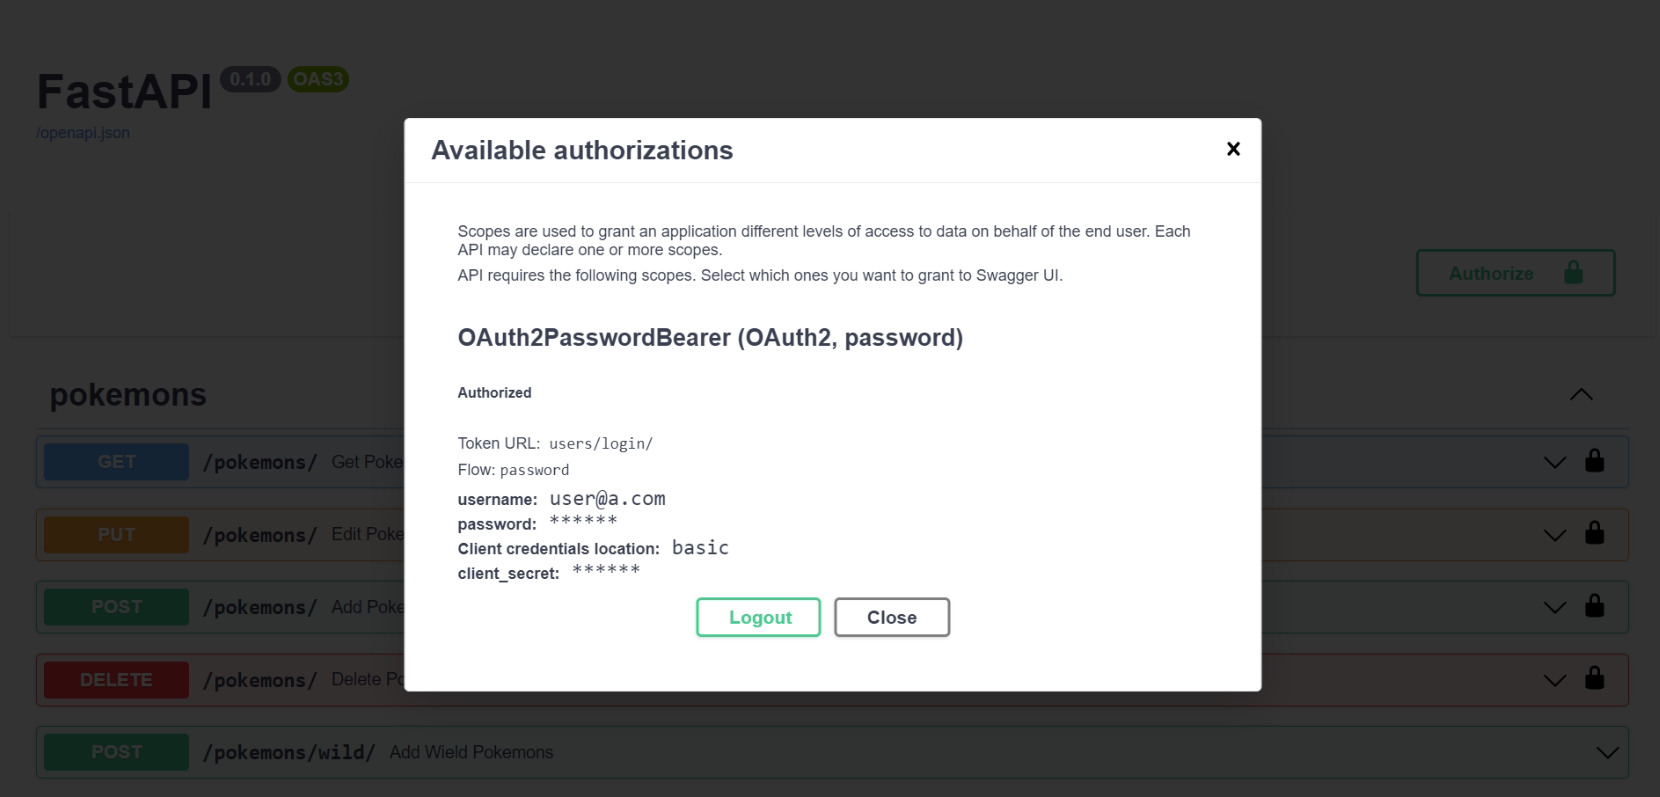 FastAPI 0.1.0 OAS3
/openapi.json
Available authorizations
Scopes are used to grant an application different levels of access to data on behalf of the end user. Each
API may declare one or more scopes.
API requires the following scopes. Select which ones you want to grant to Swagger UI.
Authorize
OAuth2PasswordBearer (OAuth2, password)
Authorized
Token URL: users/login/
Flow: password
username: user@a.com
password: ******
Client credentials location: basic
client_secret: ******
Logout Close
pokemons
GET /pokemons/ Get Poke
PUT /pokemons/ Edit Poke
POST /pokemons/ Add Poke
DELETE /pokemons/ Delete Po
POST /pokemons/wild/ Add Wield Pokemons